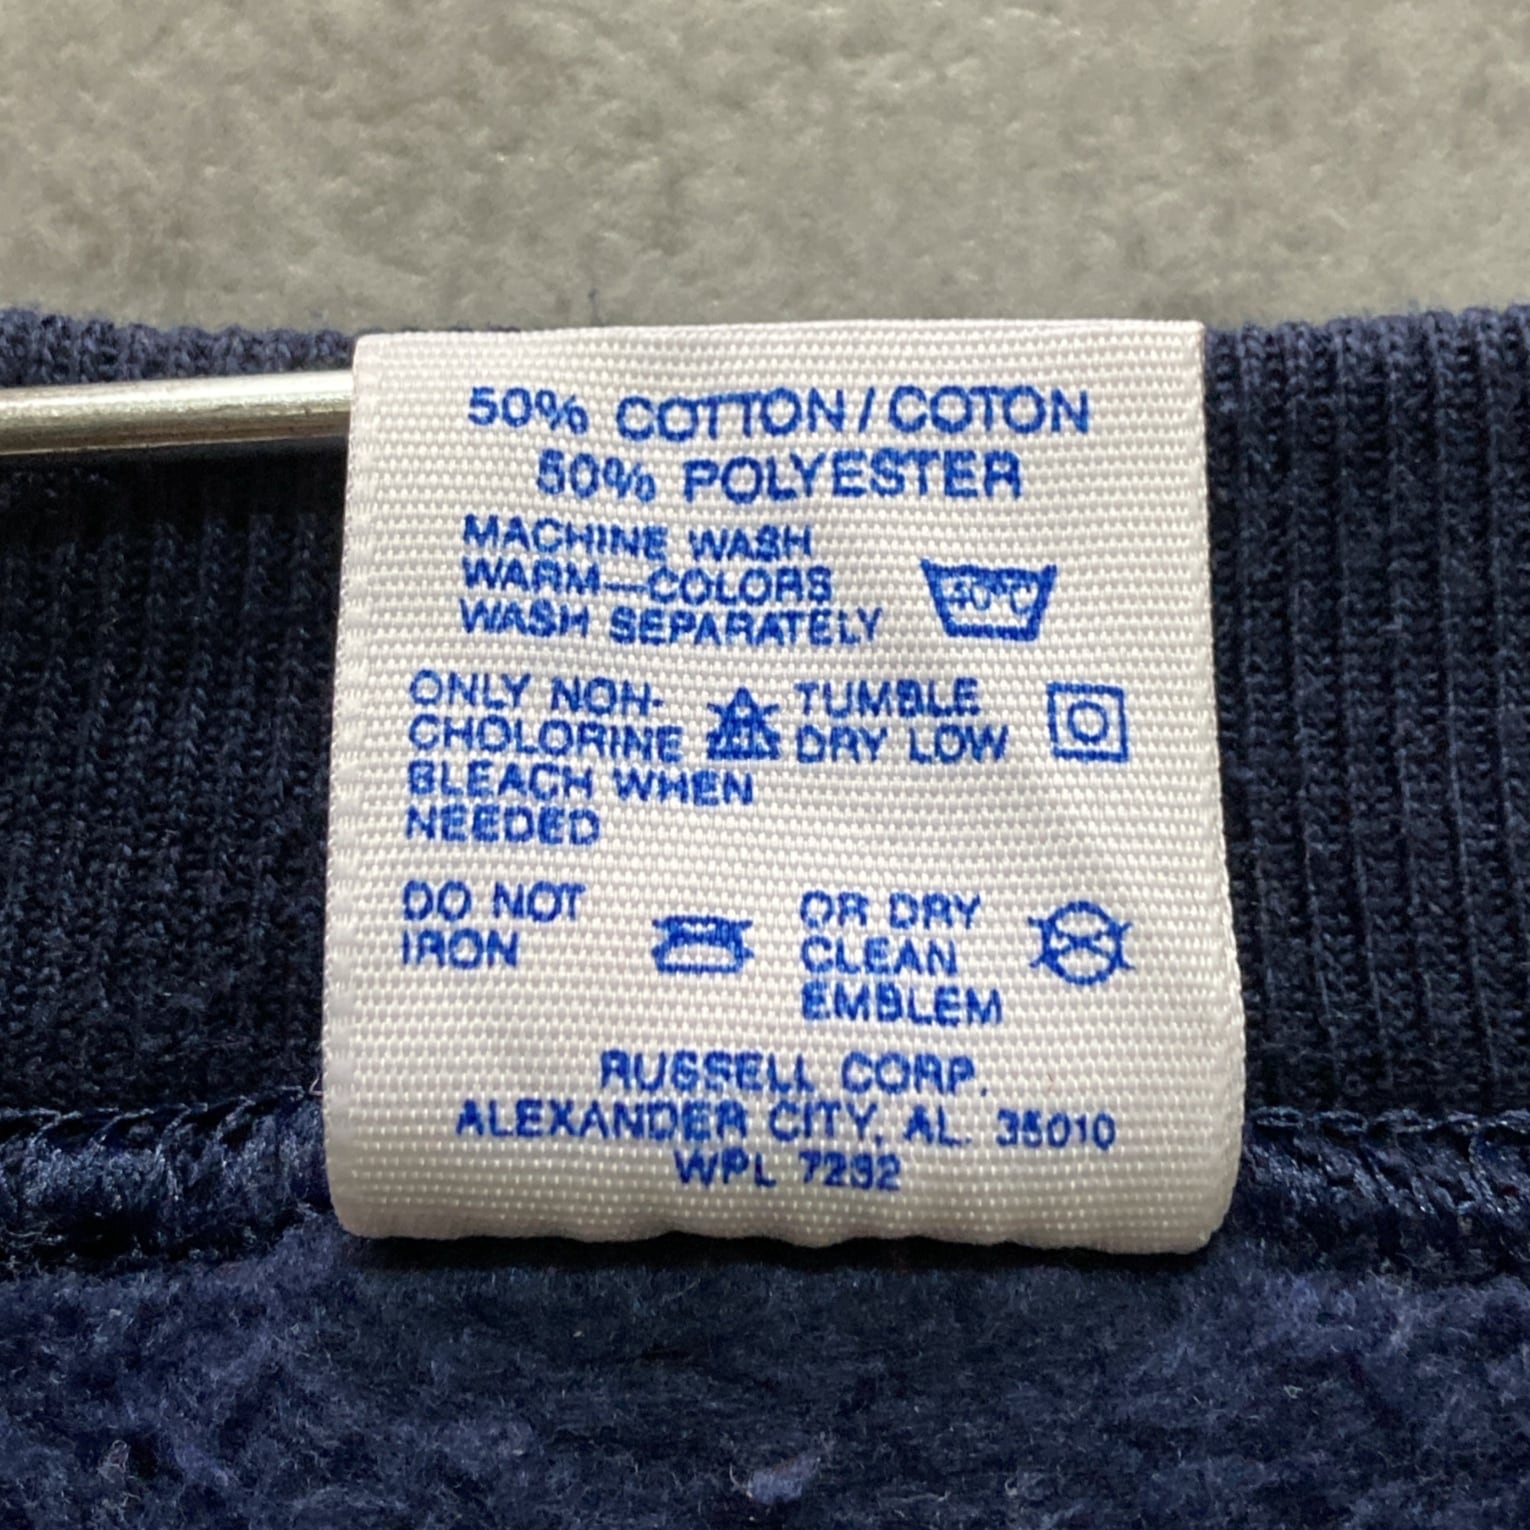 50% COTTON/COTON
50% POLYESTER
MACHINE WASH
WARM—COLORS
WASH SEPARATELY
40°C
ONLY NON-
CHOLORINE
BLEACH WHEN
NEEDED
TUMBLE
DRY LOW
DO NOT
IRON
OR DRY
CLEAN
EMBLEM
RUSSELL CORP.
ALEXANDER CITY, AL. 35010
WPL 7292